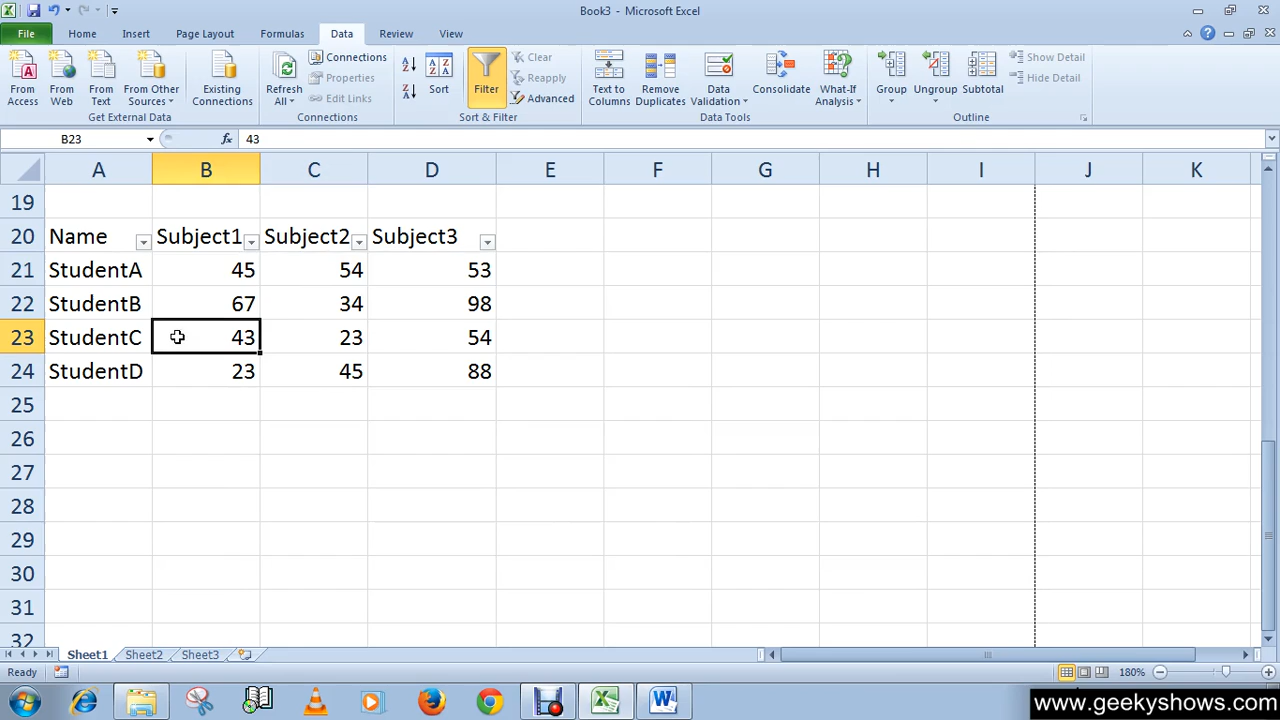 Book3 - Microsoft Excel
File Home Insert Page Layout Formulas Data Review View
From Access
From Web
From Text
From Other Sources
Get External Data
Existing Connections
Refresh All
Connections
Properties
Edit Links
Connections
Sort
Filter
Clear
Reapply
Advanced
Sort & Filter
Text to Columns
Remove Duplicates
Data Validation
Consolidate
What-If Analysis
Data Tools
Group
Ungroup
Subtotal
Show Detail
Hide Detail
Outline
B23 fx 43
A B C D E F G H I J K
19
20 Name Subject1 Subject2 Subject3
21 StudentA 45 54 53
22 StudentB 67 34 98
23 StudentC 43 23 54
24 StudentD 23 45 88
25
26
27
28
29
30
31
32
Sheet1 Sheet2 Sheet3
Ready 180%
www.geekyshows.com